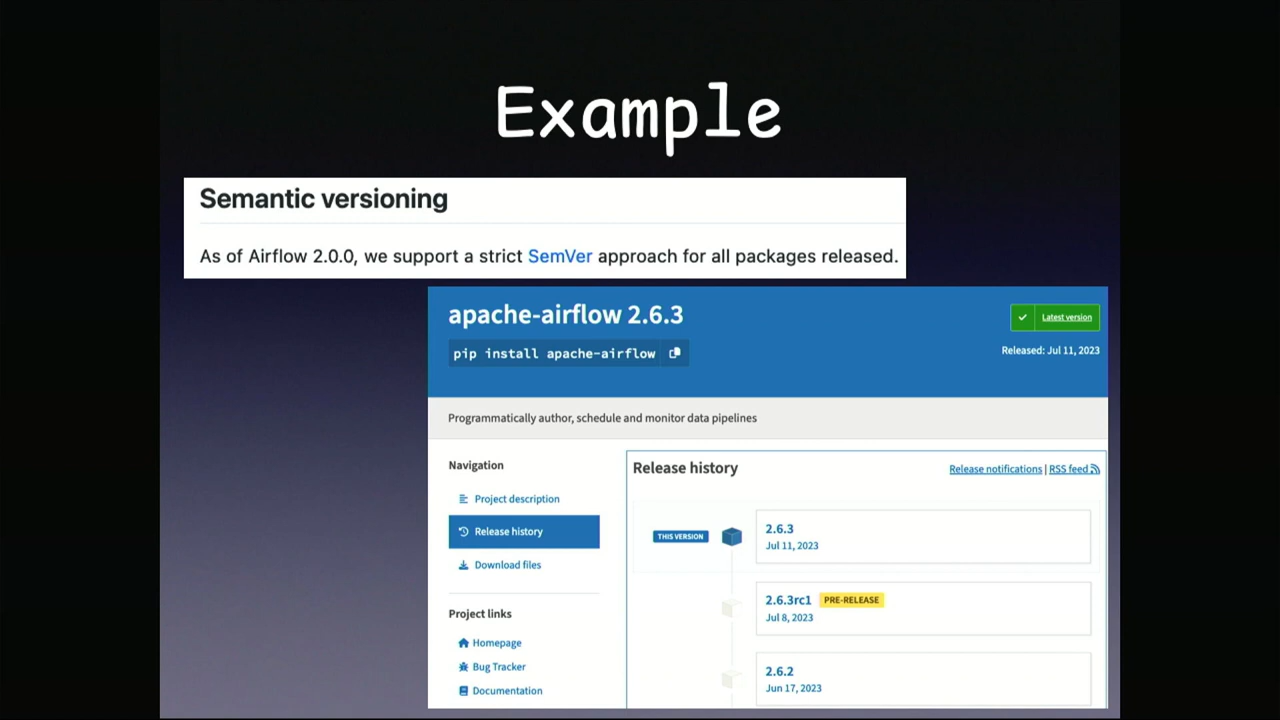 Example
Semantic versioning
As of Airflow 2.0.0, we support a strict SemVer approach for all packages released.
apache-airflow 2.6.3
Latest version
pip install apache-airflow
Released: Jul 11, 2023
Programmatically author, schedule and monitor data pipelines
Navigation
Project description
Release history
Download files
Project links
Homepage
Bug Tracker
Documentation
Release history
Release notifications | RSS feed
THIS VERSION
2.6.3
Jul 11, 2023
2.6.3rc1 PRE-RELEASE
Jul 8, 2023
2.6.2
Jun 17, 2023